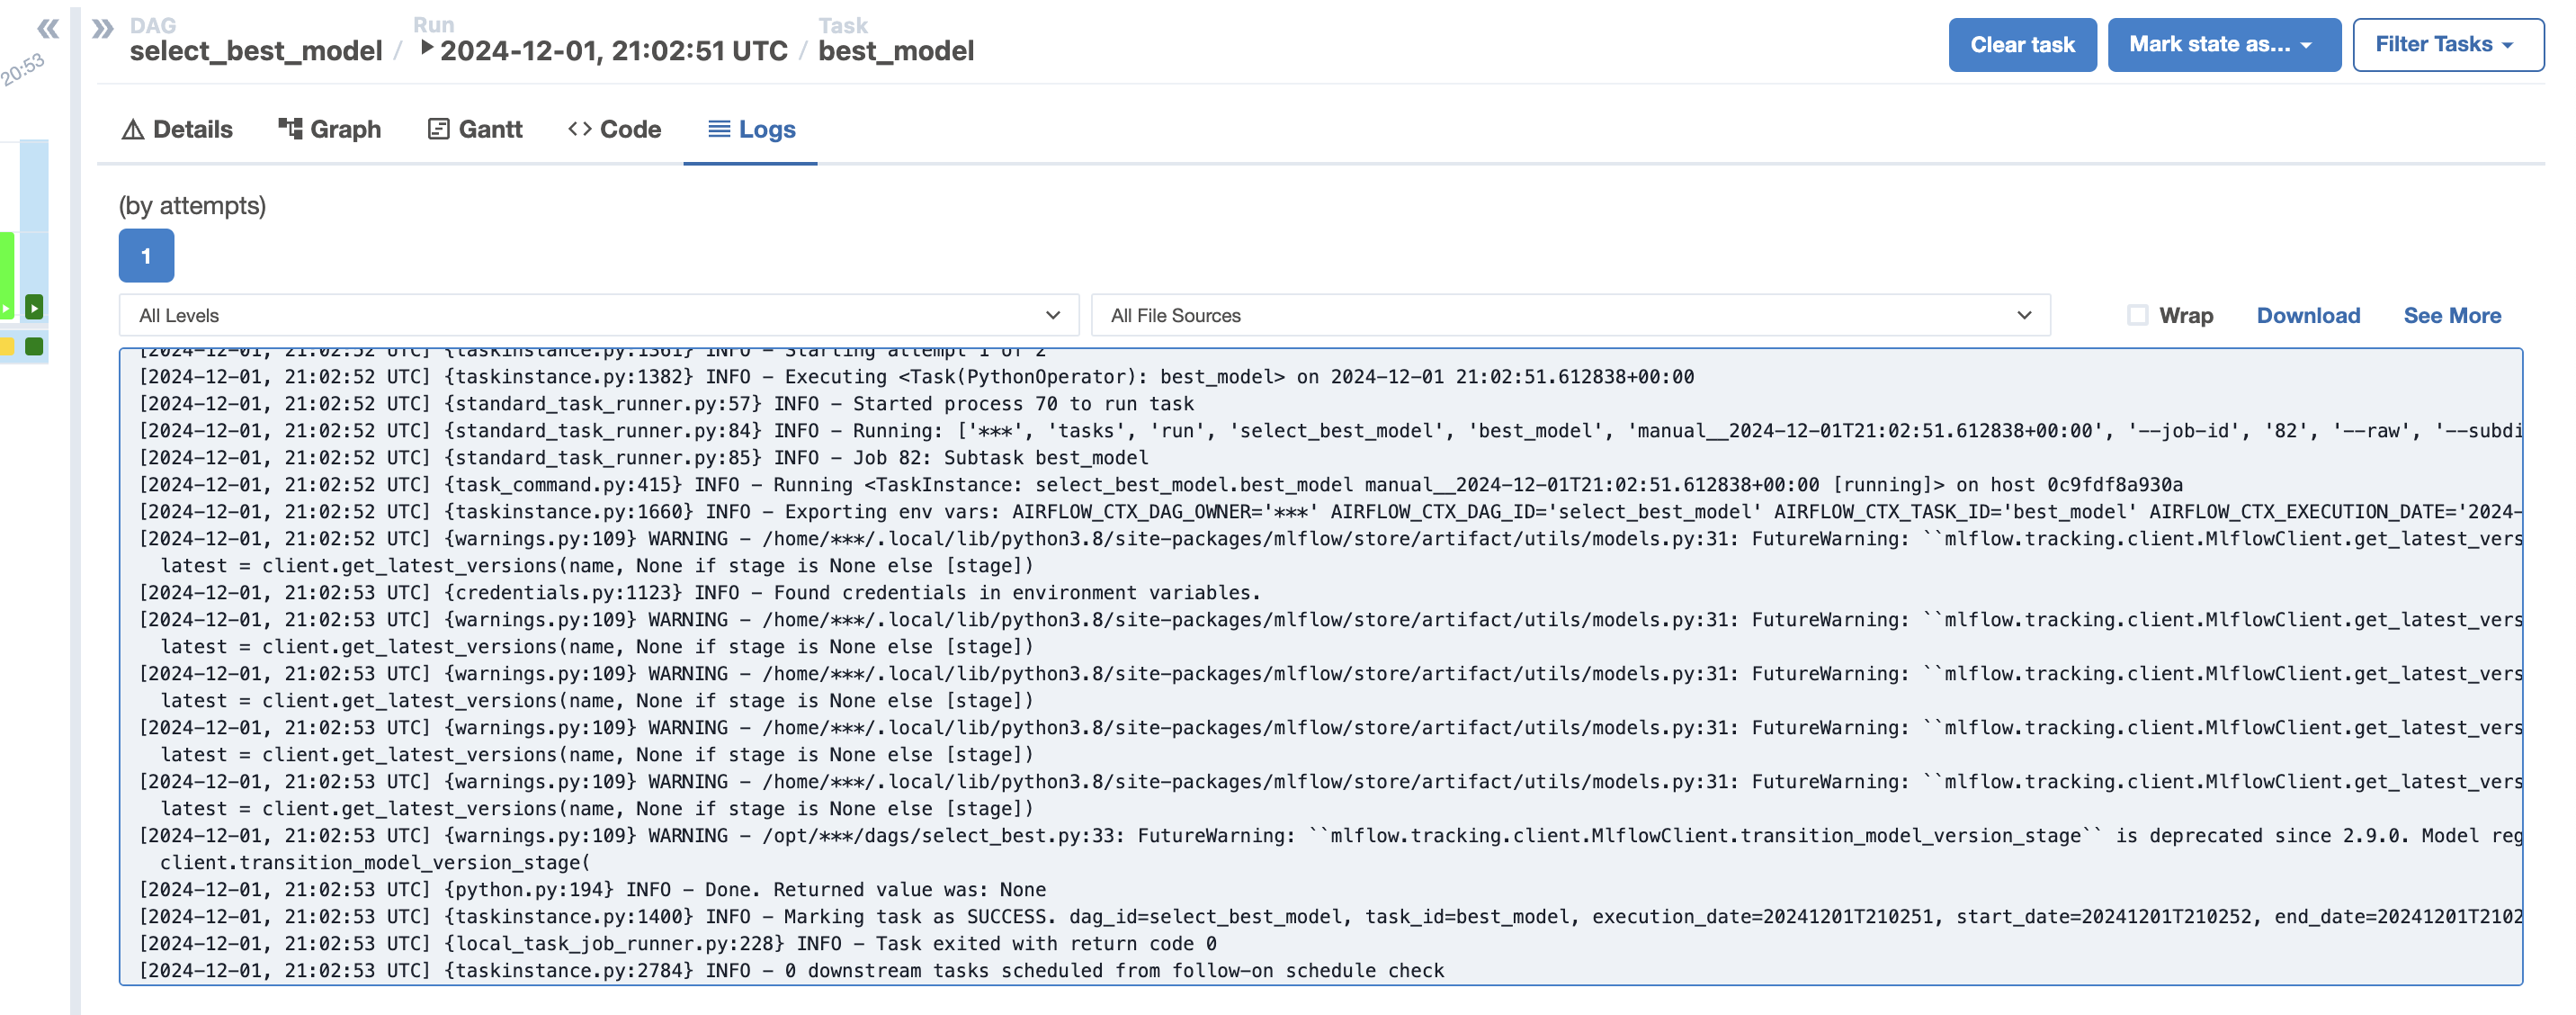 DAG
select_best_model
/
Run
2024-12-01, 21:02:51 UTC
/
Task
best_model
Clear task
Mark state as...
Filter Tasks
20:53
Details
Graph
Gantt
<> Code
Logs
(by attempts)
1
All Levels
All File Sources
Wrap
Download
See More
[2024-12-01, 21:02:52 UTC] {taskinstance.py:1361} INFO - Starting attempt 1 of 2
[2024-12-01, 21:02:52 UTC] {taskinstance.py:1382} INFO - Executing <Task(PythonOperator): best_model> on 2024-12-01 21:02:51.612838+00:00
[2024-12-01, 21:02:52 UTC] {standard_task_runner.py:57} INFO - Started process 70 to run task
[2024-12-01, 21:02:52 UTC] {standard_task_runner.py:84} INFO - Running: ['***', 'tasks', 'run', 'select_best_model', 'best_model', 'manual__2024-12-01T21:02:51.612838+00:00', '--job-id', '82', '--raw', '--subdi
[2024-12-01, 21:02:52 UTC] {standard_task_runner.py:85} INFO - Job 82: Subtask best_model
[2024-12-01, 21:02:52 UTC] {task_command.py:415} INFO - Running <TaskInstance: select_best_model.best_model manual__2024-12-01T21:02:51.612838+00:00 [running]> on host 0c9fdf8a930a
[2024-12-01, 21:02:52 UTC] {taskinstance.py:1660} INFO - Exporting env vars: AIRFLOW_CTX_DAG_OWNER='***' AIRFLOW_CTX_DAG_ID='select_best_model' AIRFLOW_CTX_TASK_ID='best_model' AIRFLOW_CTX_EXECUTION_DATE='2024-
[2024-12-01, 21:02:52 UTC] {warnings.py:109} WARNING - /home/***/.local/lib/python3.8/site-packages/mlflow/store/artifact/utils/models.py:31: FutureWarning: ``mlflow.tracking.client.MlflowClient.get_latest_vers
latest = client.get_latest_versions(name, None if stage is None else [stage])
[2024-12-01, 21:02:53 UTC] {credentials.py:1123} INFO - Found credentials in environment variables.
[2024-12-01, 21:02:53 UTC] {warnings.py:109} WARNING - /home/***/.local/lib/python3.8/site-packages/mlflow/store/artifact/utils/models.py:31: FutureWarning: ``mlflow.tracking.client.MlflowClient.get_latest_vers
latest = client.get_latest_versions(name, None if stage is None else [stage])
[2024-12-01, 21:02:53 UTC] {warnings.py:109} WARNING - /home/***/.local/lib/python3.8/site-packages/mlflow/store/artifact/utils/models.py:31: FutureWarning: ``mlflow.tracking.client.MlflowClient.get_latest_vers
latest = client.get_latest_versions(name, None if stage is None else [stage])
[2024-12-01, 21:02:53 UTC] {warnings.py:109} WARNING - /home/***/.local/lib/python3.8/site-packages/mlflow/store/artifact/utils/models.py:31: FutureWarning: ``mlflow.tracking.client.MlflowClient.get_latest_vers
latest = client.get_latest_versions(name, None if stage is None else [stage])
[2024-12-01, 21:02:53 UTC] {warnings.py:109} WARNING - /home/***/.local/lib/python3.8/site-packages/mlflow/store/artifact/utils/models.py:31: FutureWarning: ``mlflow.tracking.client.MlflowClient.get_latest_vers
latest = client.get_latest_versions(name, None if stage is None else [stage])
[2024-12-01, 21:02:53 UTC] {warnings.py:109} WARNING - /opt/***/dags/select_best.py:33: FutureWarning: ``mlflow.tracking.client.MlflowClient.transition_model_version_stage`` is deprecated since 2.9.0. Model reg
client.transition_model_version_stage(
[2024-12-01, 21:02:53 UTC] {python.py:194} INFO - Done. Returned value was: None
[2024-12-01, 21:02:53 UTC] {taskinstance.py:1400} INFO - Marking task as SUCCESS. dag_id=select_best_model, task_id=best_model, execution_date=20241201T210251, start_date=20241201T210252, end_date=20241201T2102
[2024-12-01, 21:02:53 UTC] {local_task_job_runner.py:228} INFO - Task exited with return code 0
[2024-12-01, 21:02:53 UTC] {taskinstance.py:2784} INFO - 0 downstream tasks scheduled from follow-on schedule check